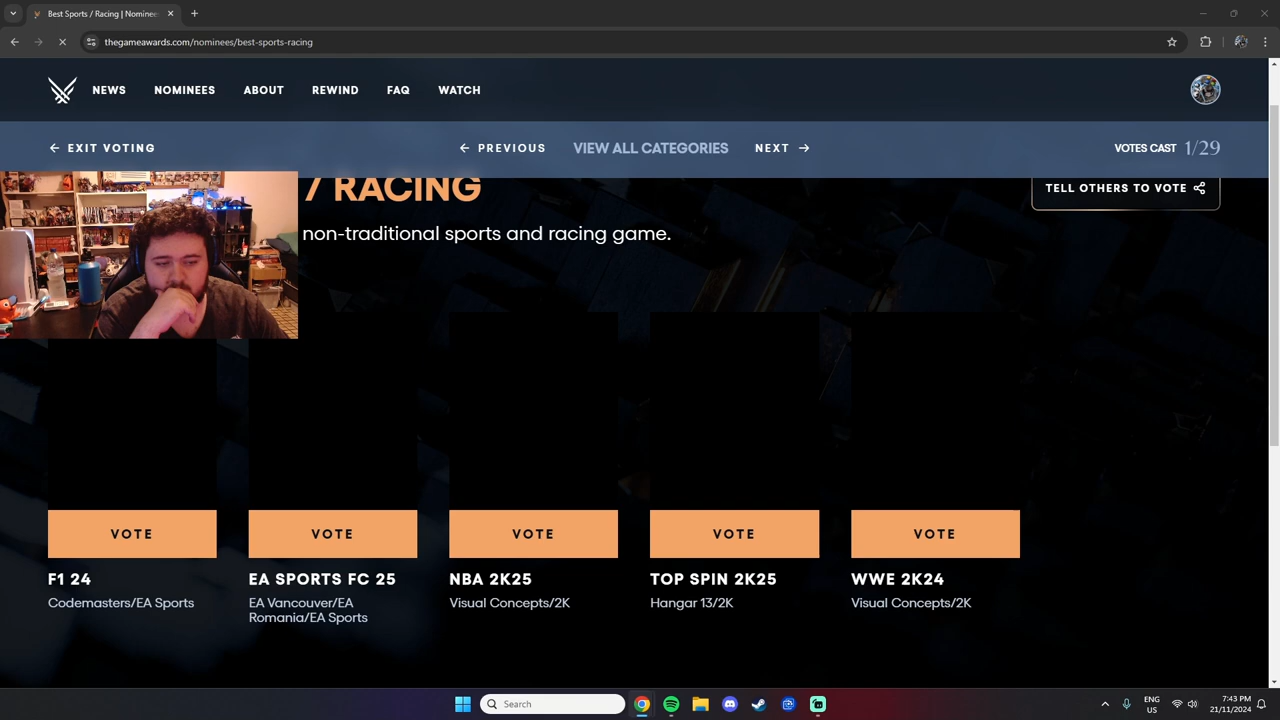 Best Sports / Racing | Nominee
thegameawards.com/nominees/best-sports-racing
NEWS NOMINEES ABOUT REWIND FAQ WATCH
EXIT VOTING PREVIOUS VIEW ALL CATEGORIES NEXT VOTES CAST 1/29
/ RACING
TELL OTHERS TO VOTE
non-traditional sports and racing game.
VOTE VOTE VOTE VOTE VOTE
F1 24 EA SPORTS FC 25 NBA 2K25 TOP SPIN 2K25 WWE 2K24
Codemasters/EA Sports EA Vancouver/EA Visual Concepts/2K Hangar 13/2K Visual Concepts/2K
Romania/EA Sports
Search
ENG 7:43 PM
US 21/11/2024